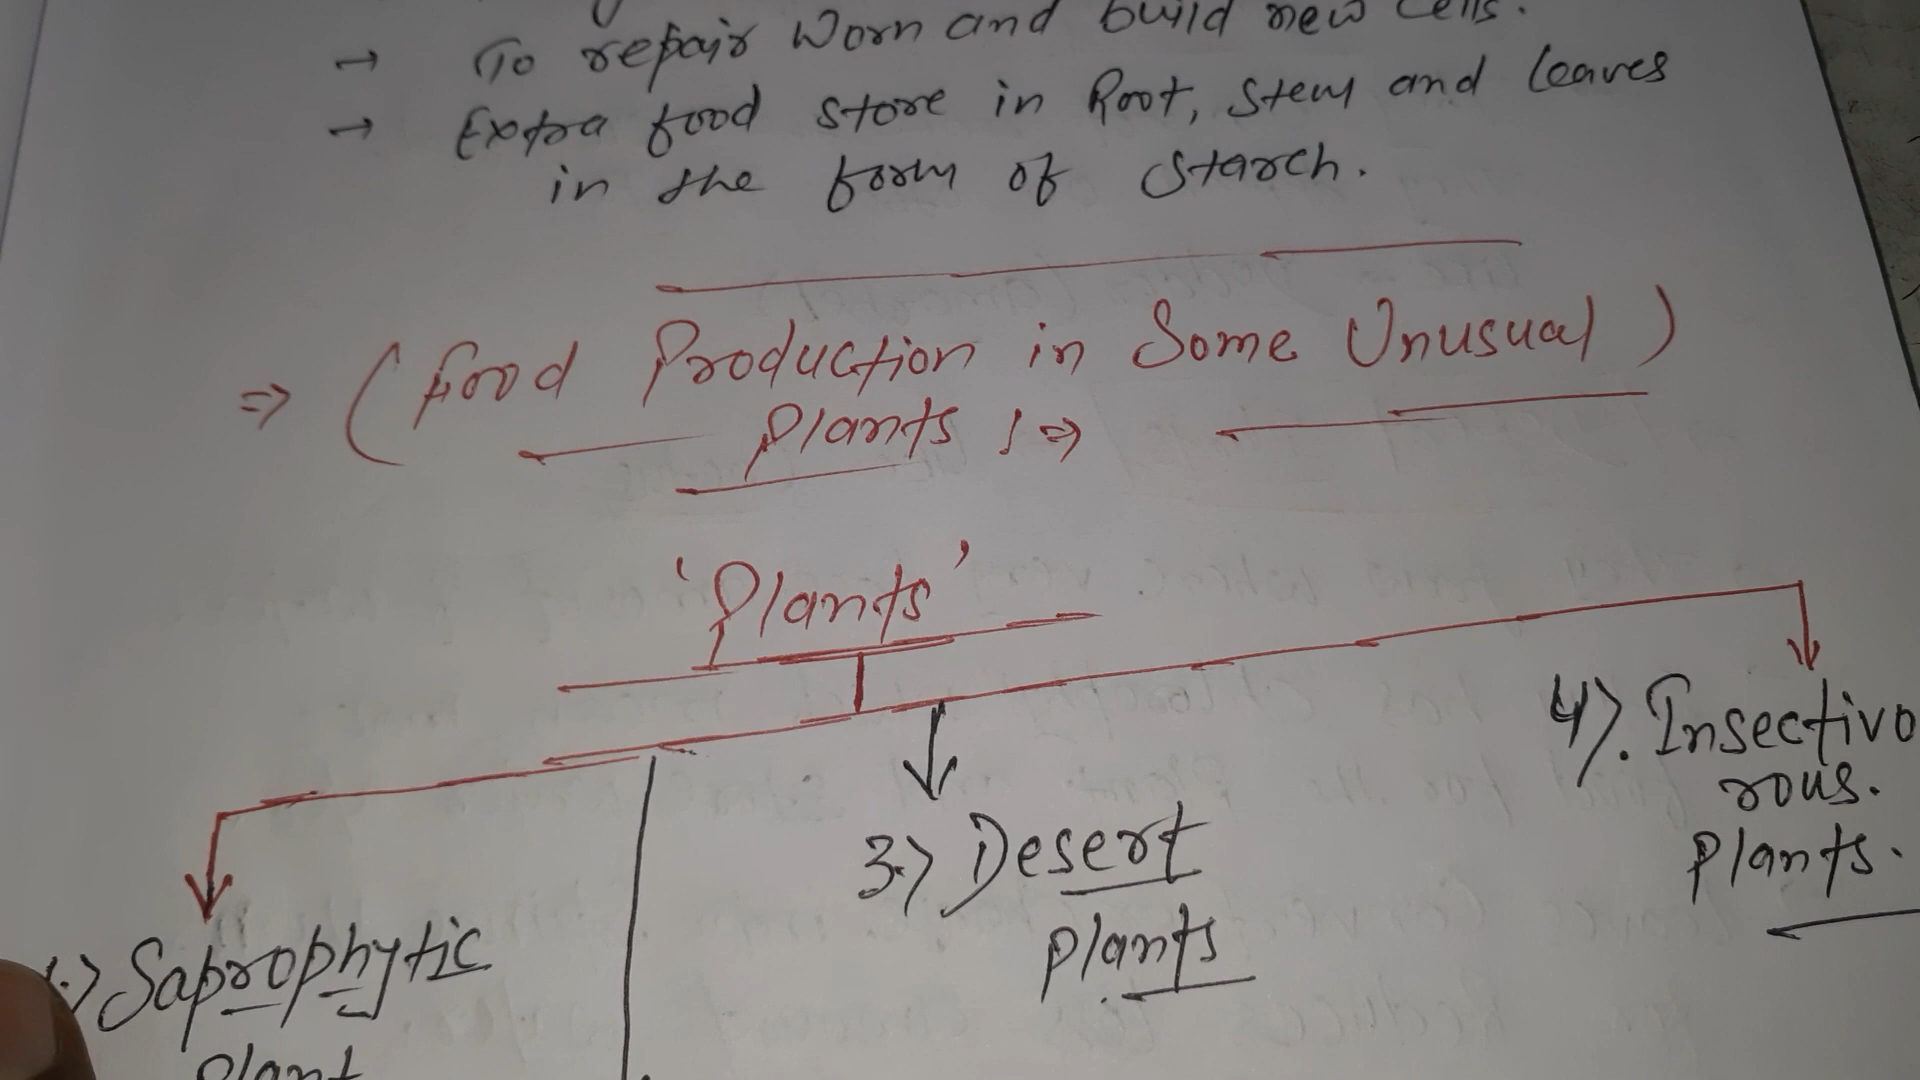 → To repair Worn and build new cells.
→ Extra food store in Root, Stem and leaves
in the form of Starch.
⇒ (Food Production in Some Unusual)
Plants :⇒
'Plants'
4). Insectivo
rous.
Plants.
3.) Desert
Plants
1.) Saprophytic
Plant